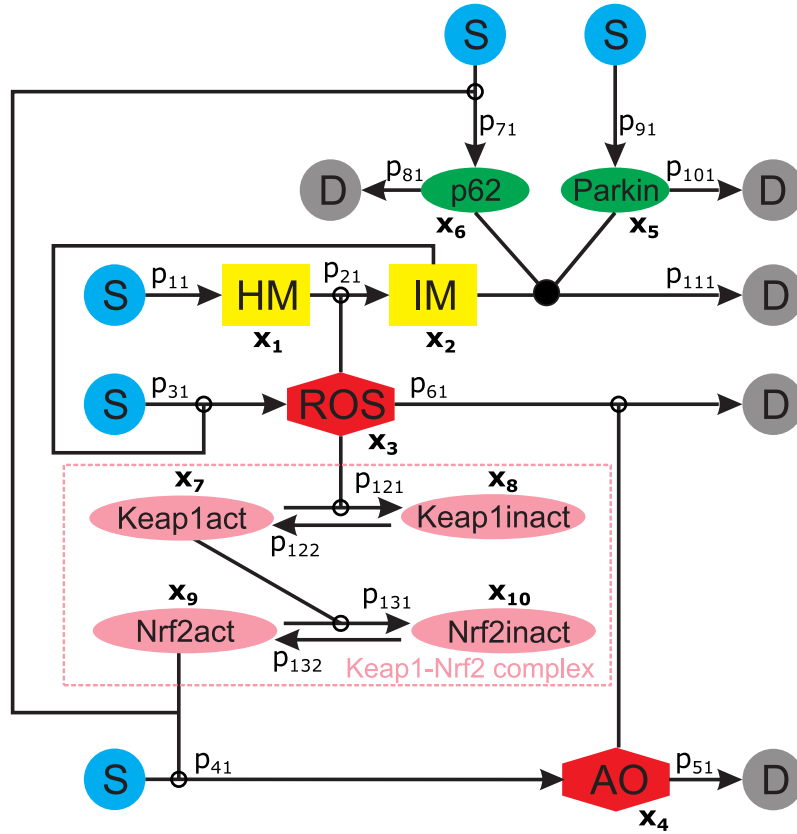 S S
p71 p91
D p81 p62 Parkin p101 D
x6 x5
S p11 HM p21 IM p111 D
x1 x2
S p31 ROS p61 D
x3
x7 p121 x8
Keap1act Keap1inact
p122
x9 p131 x10
Nrf2act Nrf2inact
p132 Keap1-Nrf2 complex
S p41 AO p51 D
x4